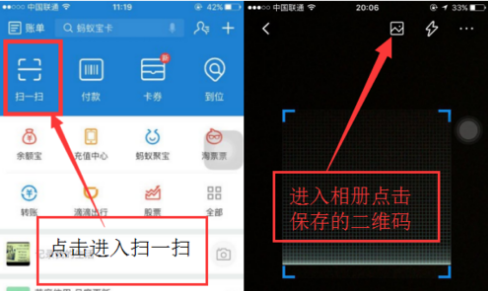 中国联通 11:19 42%
账单 蚂蚁宝卡
扫一扫 付款 卡券 到位
余额宝 充值中心 蚂蚁聚宝 淘票票
转账 滴滴出行 股票 全部
点击进入扫一扫
中国联通 20:06 33%
进入相册点击
保存的二维码